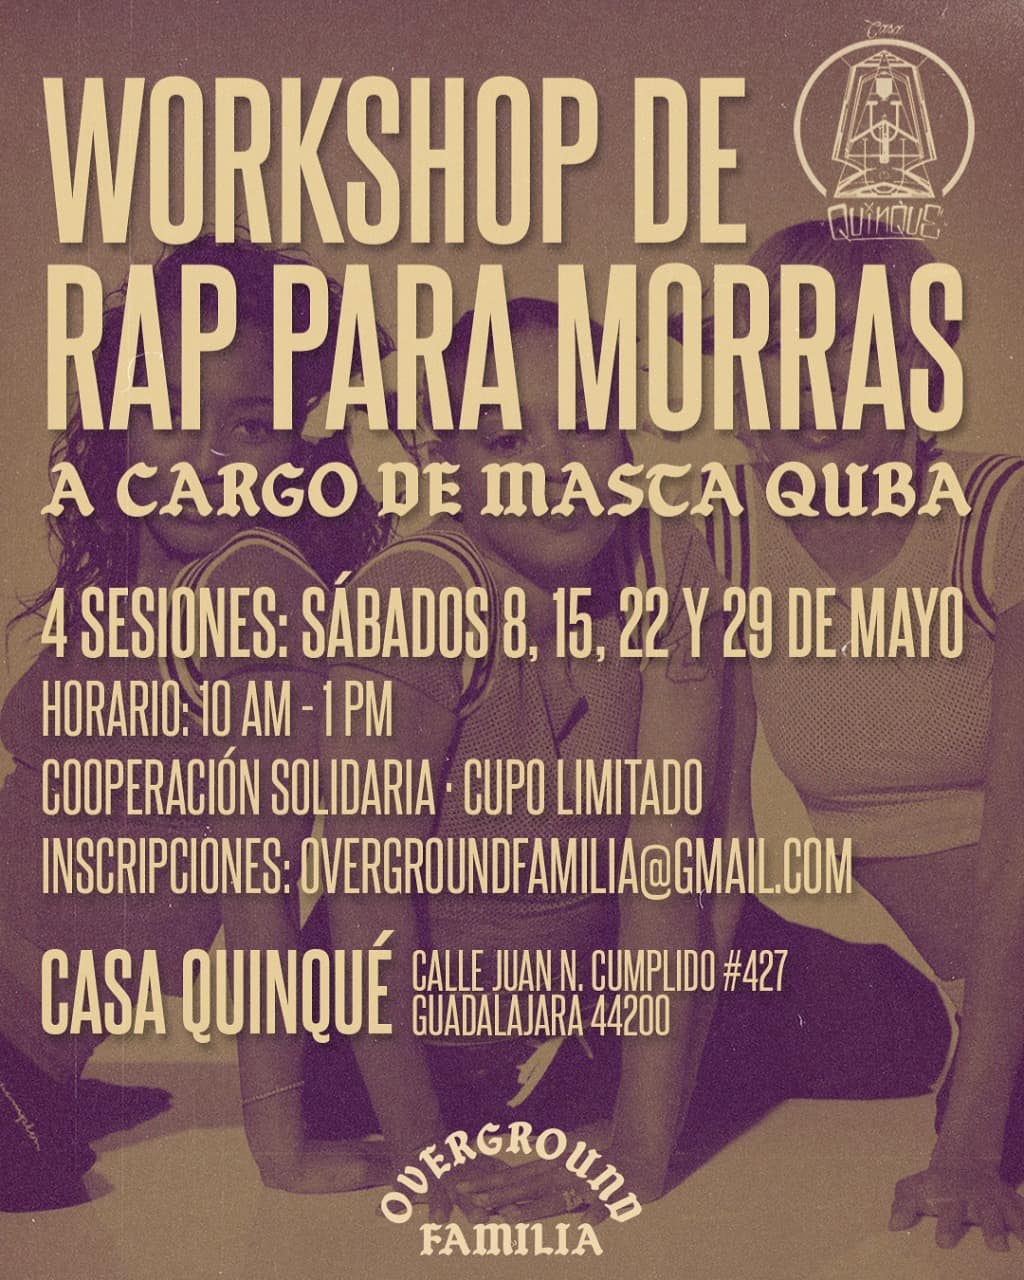 Casa
QUINQUÉ
WORKSHOP DE
RAP PARA MORRAS
A CARGO DE MASTA QUBA
4 SESIONES: SÁBADOS 8, 15, 22 Y 29 DE MAYO
HORARIO: 10 AM - 1 PM
COOPERACIÓN SOLIDARIA · CUPO LIMITADO
INSCRIPCIONES: OVERGROUNDFAMILIA@GMAIL.COM
CASA QUINQUÉ
CALLE JUAN N. CUMPLIDO #427
GUADALAJARA 44200
OVERGROUND
FAMILIA